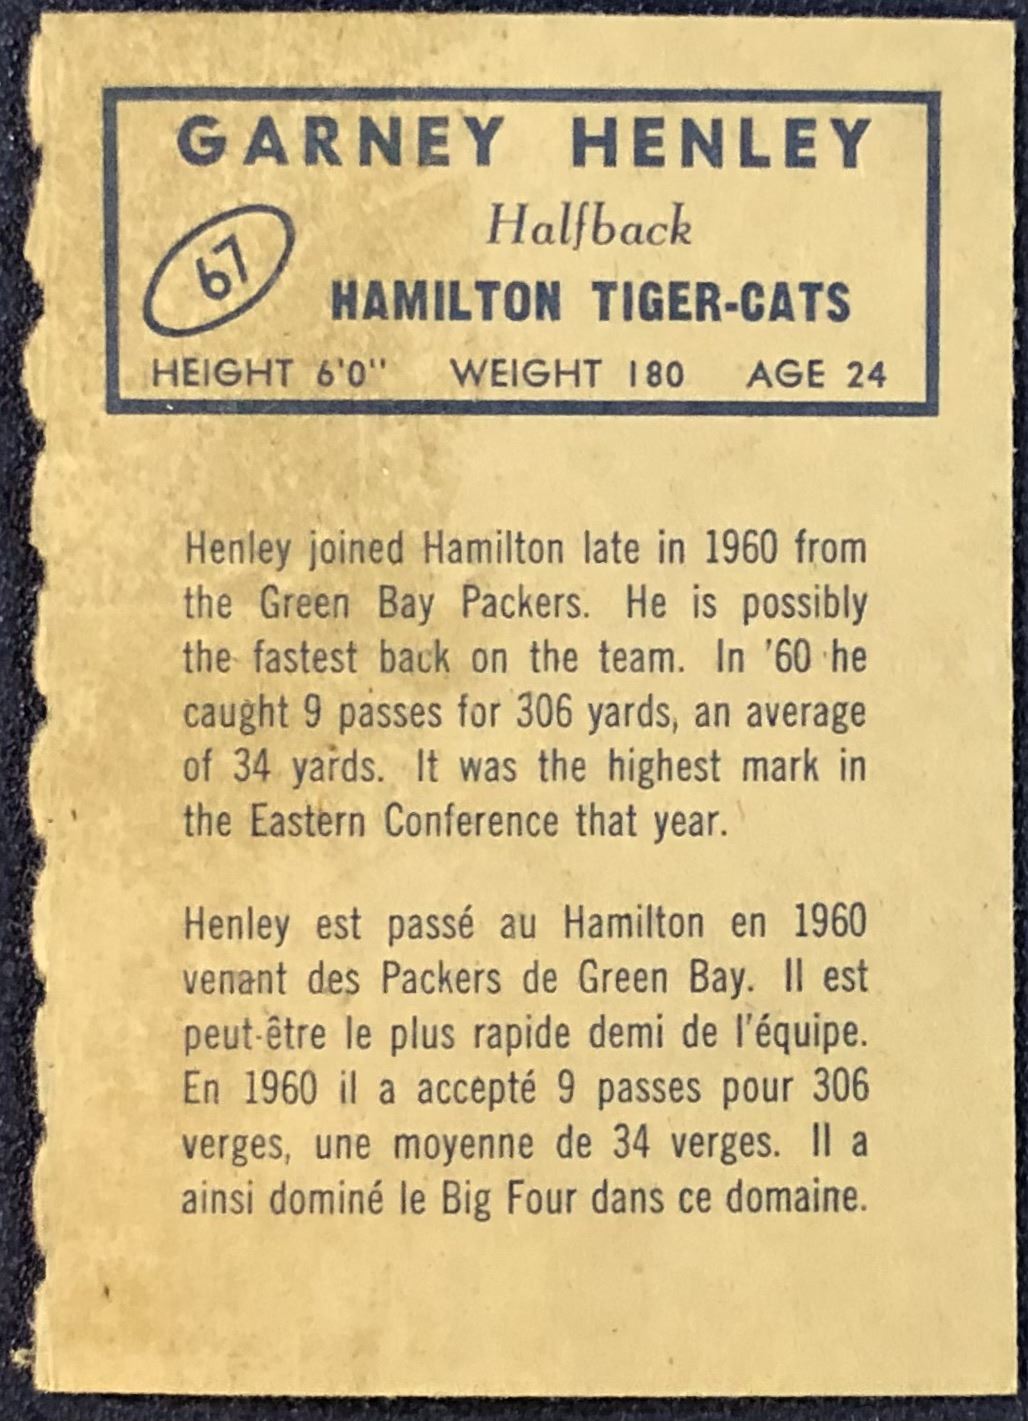 GARNEY HENLEY
Halfback
67
HAMILTON TIGER-CATS
HEIGHT 6'0" WEIGHT 180 AGE 24
Henley joined Hamilton late in 1960 from
the Green Bay Packers. He is possibly
the fastest back on the team. In '60 he
caught 9 passes for 306 yards, an average
of 34 yards. It was the highest mark in
the Eastern Conference that year.
Henley est passé au Hamilton en 1960
venant des Packers de Green Bay. Il est
peut-être le plus rapide demi de l'équipe.
En 1960 il a accepté 9 passes pour 306
verges, une moyenne de 34 verges. Il a
ainsi dominé le Big Four dans ce domaine.